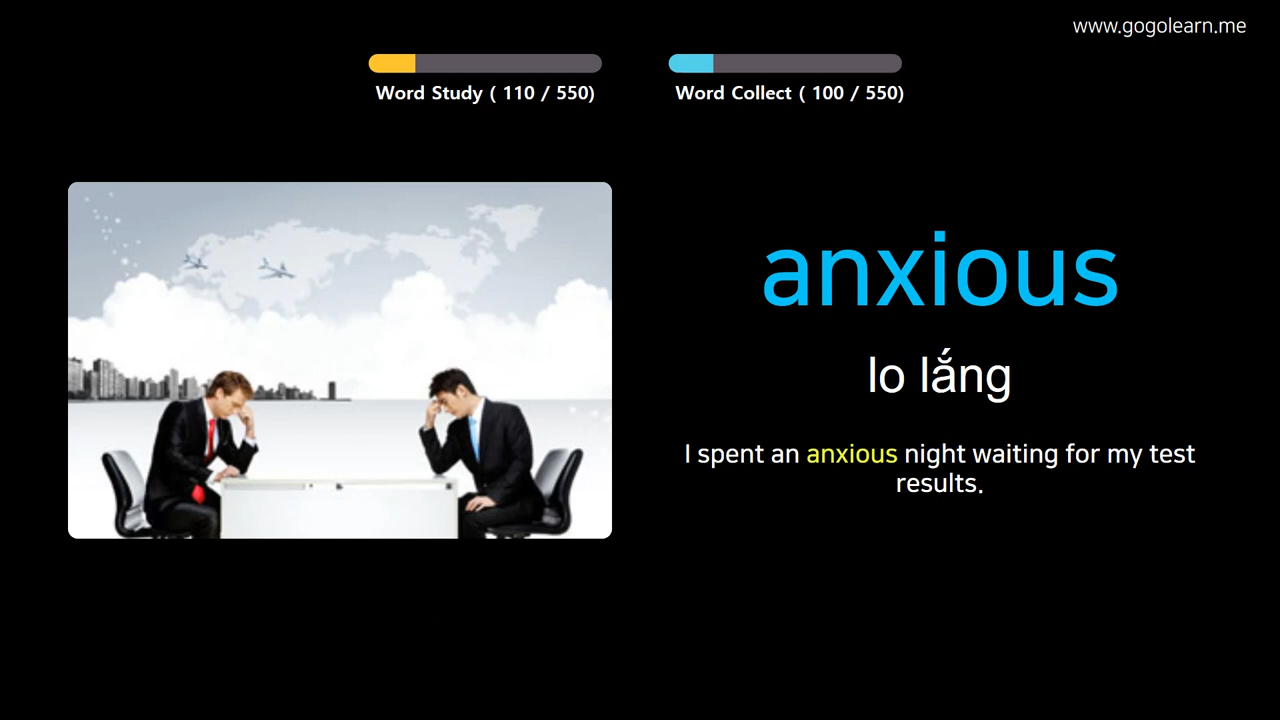 www.gogolearn.me
Word Study ( 110 / 550)
Word Collect ( 100 / 550)
anxious
lo lắng
I spent an anxious night waiting for my test
results.